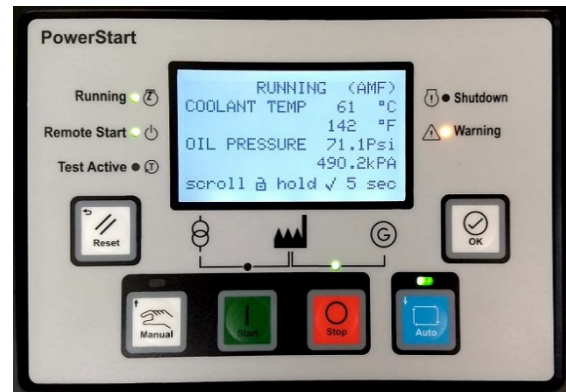 PowerStart
RUNNING (AMF)
COOLANT TEMP 61 °C
142 °F
OIL PRESSURE 71.1Psi
490.2kPA
scroll hold ✓ 5 sec
Running
Remote Start
Test Active
Shutdown
Warning
Reset
G
OK
Manual
Start
Stop
Auto